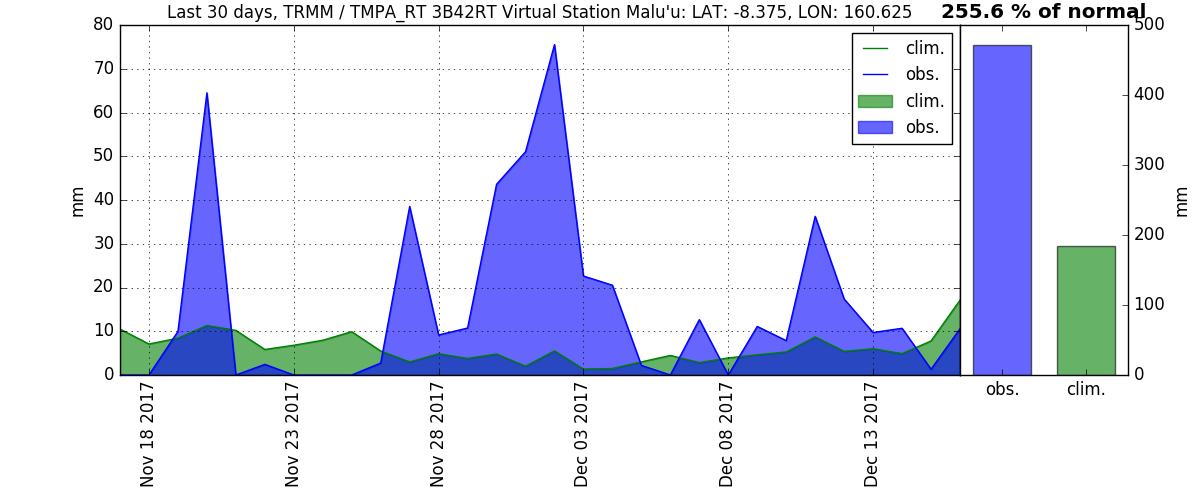 Last 30 days, TRMM / TMPA_RT 3B42RT Virtual Station Malu'u: LAT: -8.375, LON: 160.625
255.6 % of normal
80
70
60
50
40
30
20
10
0
mm
clim.
obs.
clim.
obs.
Nov 18 2017
Nov 23 2017
Nov 28 2017
Dec 03 2017
Dec 08 2017
Dec 13 2017
500
400
300
200
100
0
mm
obs.
clim.